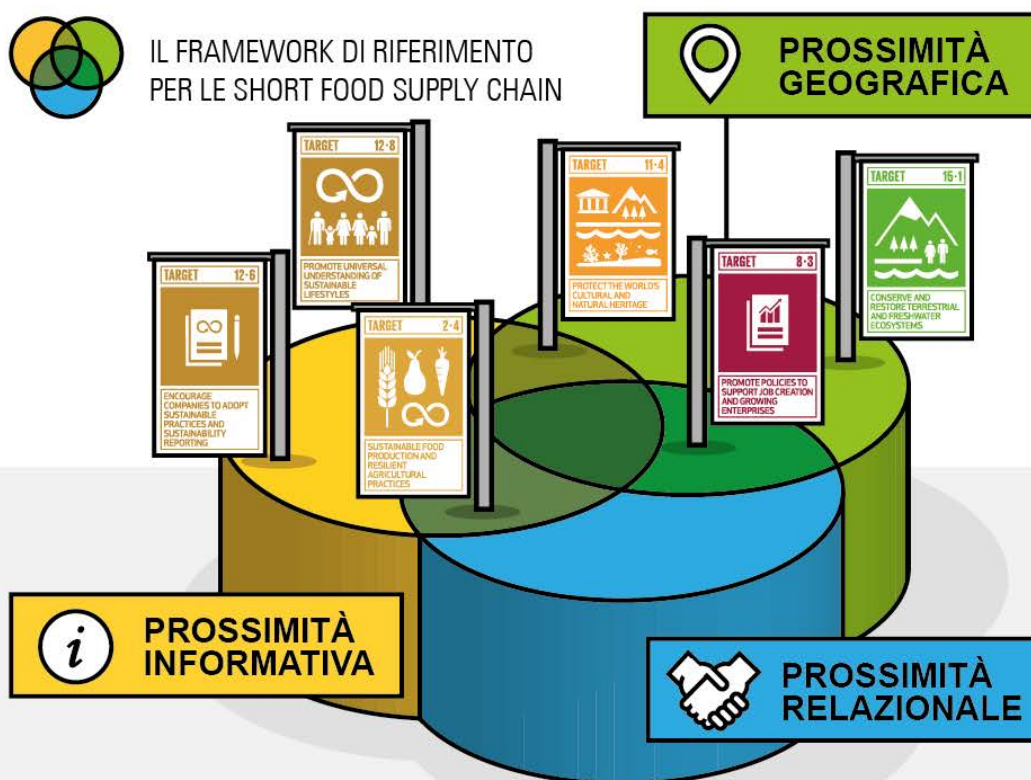 IL FRAMEWORK DI RIFERIMENTO
PER LE SHORT FOOD SUPPLY CHAIN
PROSSIMITÀ
GEOGRAFICA
TARGET 12·8
PROMOTE UNIVERSAL
UNDERSTANDING OF
SUSTAINABLE
LIFESTYLES
TARGET 11·4
PROTECT THE WORLD'S
CULTURAL AND
NATURAL HERITAGE
TARGET 15·1
CONSERVE AND
RESTORE TERRESTRIAL
AND FRESHWATER
ECOSYSTEMS
TARGET 12·6
ENCOURAGE
COMPANIES TO ADOPT
SUSTAINABLE
PRACTICES AND
SUSTAINABILITY
REPORTING
TARGET 2·4
SUSTAINABLE FOOD
PRODUCTION AND
RESILIENT
AGRICULTURAL
PRACTICES
TARGET 8·3
PROMOTE POLICIES TO
SUPPORT JOB CREATION
AND GROWING
ENTERPRISES
i
PROSSIMITÀ
INFORMATIVA
PROSSIMITÀ
RELAZIONALE